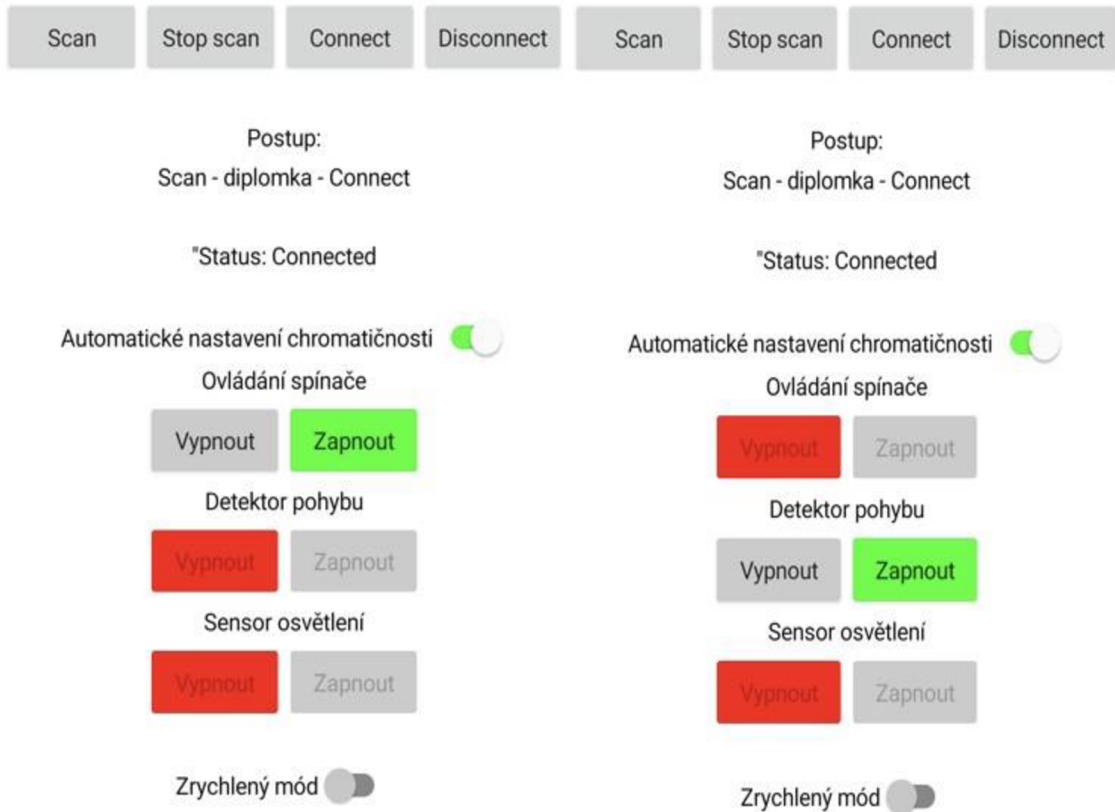 Scan Stop scan Connect Disconnect
Postup:
Scan - diplomka - Connect
"Status: Connected
Automatické nastavení chromatičnosti
Ovládání spínače
Vypnout Zapnout
Detektor pohybu
Vypnout Zapnout
Sensor osvětlení
Vypnout Zapnout
Zrychlený mód
Scan Stop scan Connect Disconnect
Postup:
Scan - diplomka - Connect
"Status: Connected
Automatické nastavení chromatičnosti
Ovládání spínače
Vypnout Zapnout
Detektor pohybu
Vypnout Zapnout
Sensor osvětlení
Vypnout Zapnout
Zrychlený mód